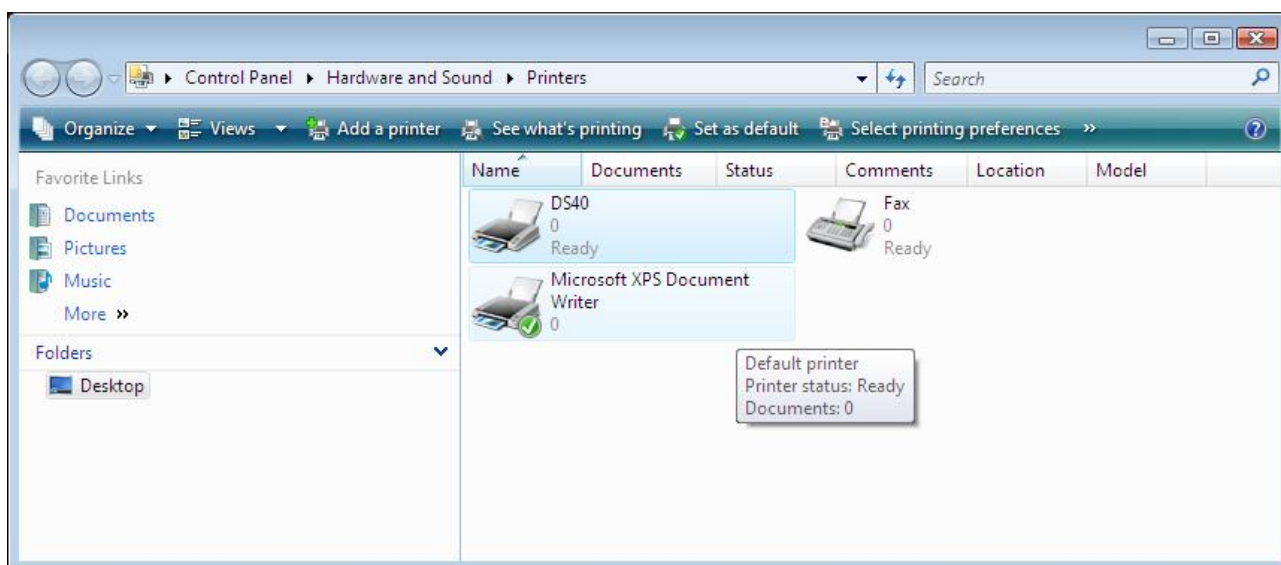 Control Panel Hardware and Sound Printers Search
Organize Views Add a printer See what's printing Set as default Select printing preferences »
Favorite Links
Documents
Pictures
Music
More »
Folders
Desktop
Name Documents Status Comments Location Model
DS40
0
Ready
Fax
0
Ready
Microsoft XPS Document
Writer
0
Default printer
Printer status: Ready
Documents: 0